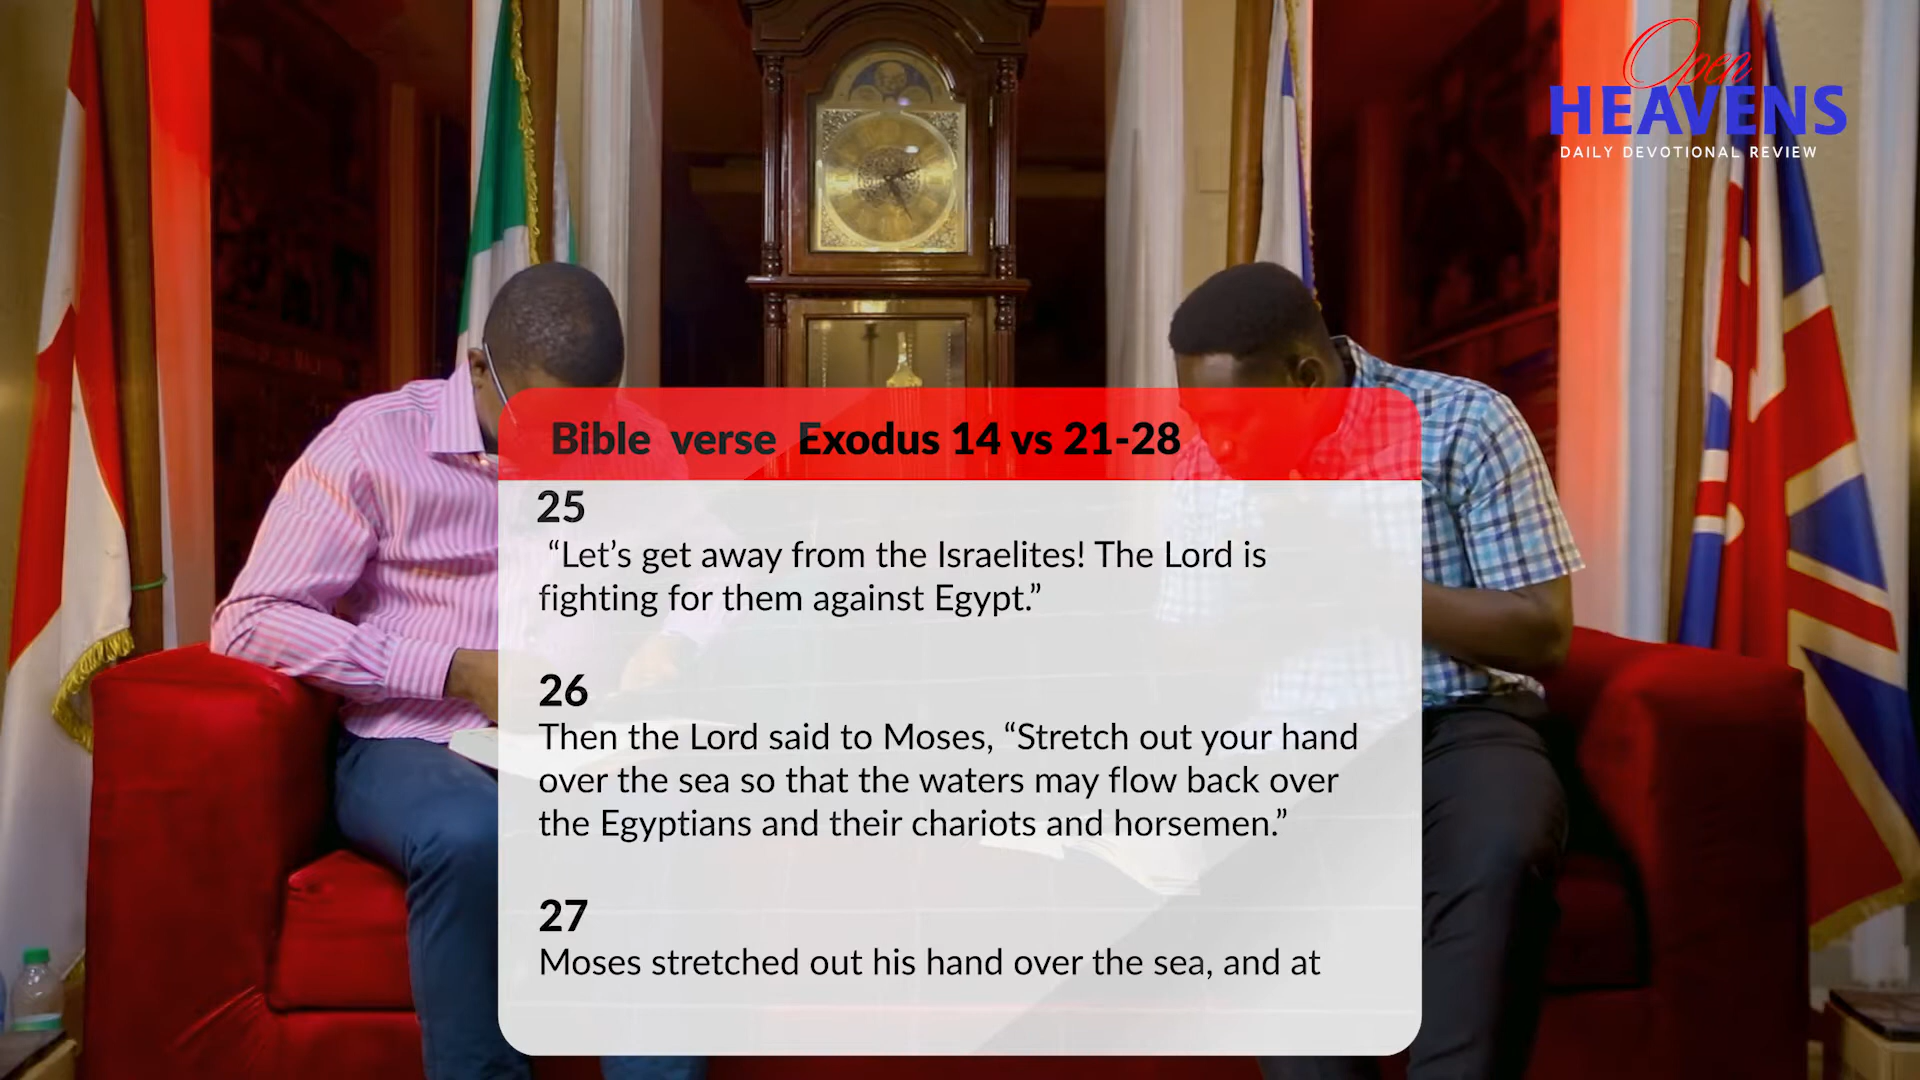 Open
HEAVENS
DAILY DEVOTIONAL REVIEW
Bible verse Exodus 14 vs 21-28
25
“Let’s get away from the Israelites! The Lord is
fighting for them against Egypt.”
26
Then the Lord said to Moses, “Stretch out your hand
over the sea so that the waters may flow back over
the Egyptians and their chariots and horsemen.”
27
Moses stretched out his hand over the sea, and at